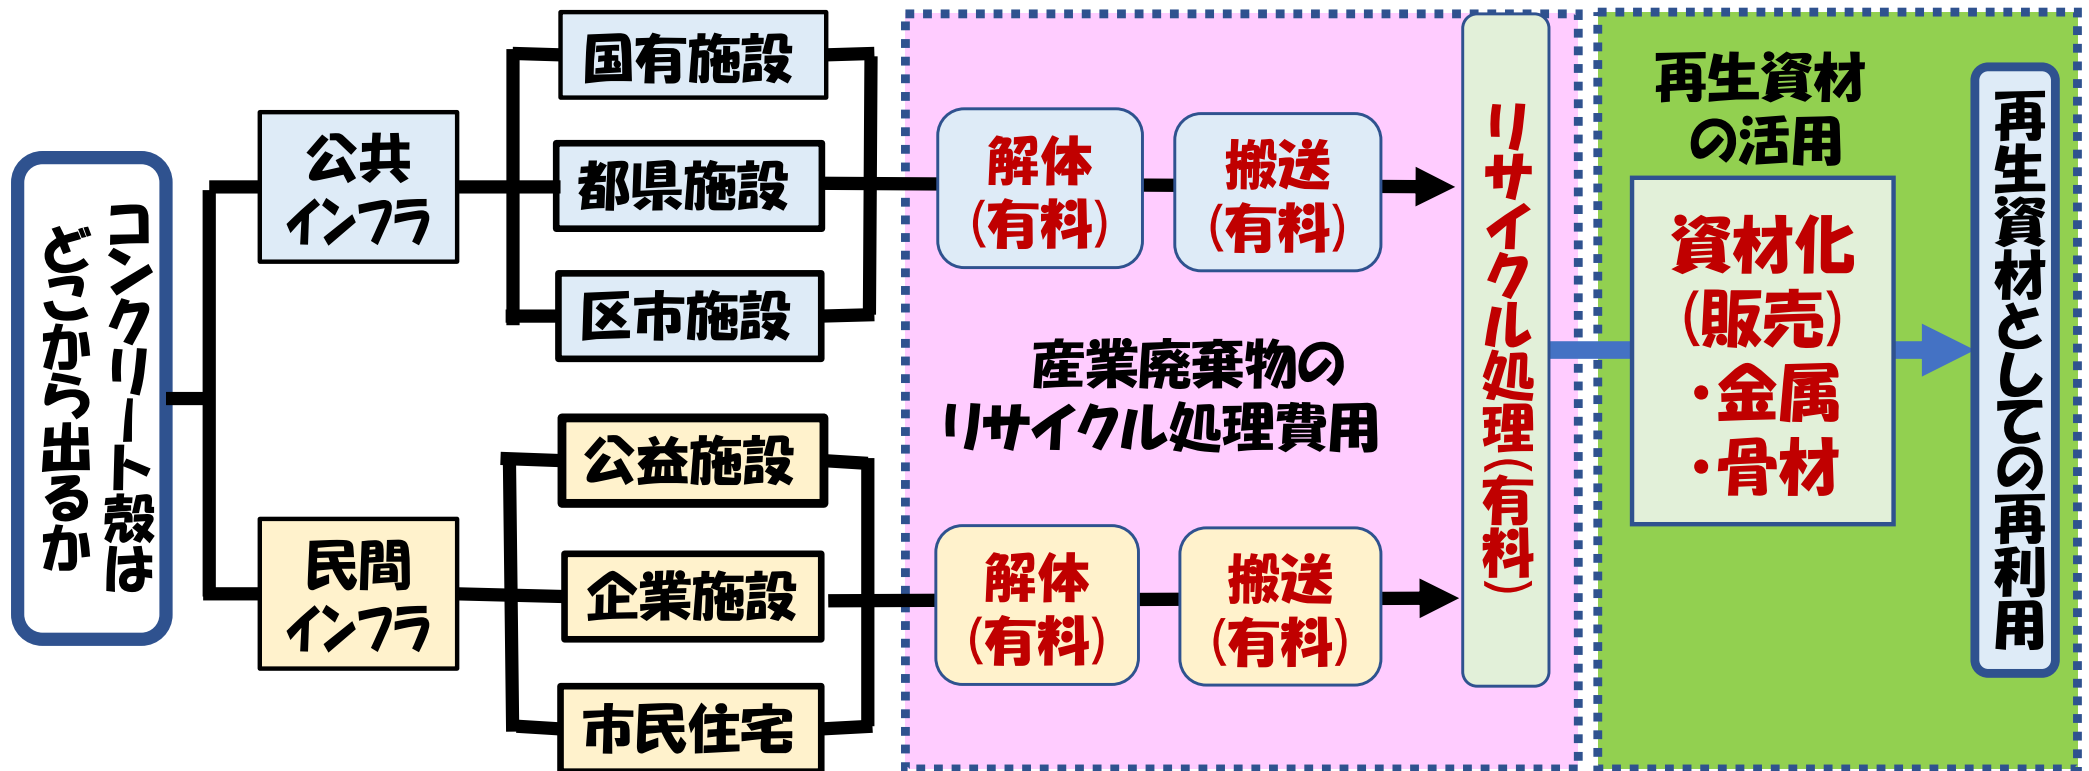 コンクリート殻は
どこから出るか
公共
インフラ
民間
インフラ
国有施設
都県施設
区市施設
公益施設
企業施設
市民住宅
解体
(有料)
搬送
(有料)
産業廃棄物の
リサイクル処理費用
解体
(有料)
搬送
(有料)
リサイクル処理(有料)
再生資材
の活用
資材化
(販売)
・金属
・骨材
再生資材としての再利用